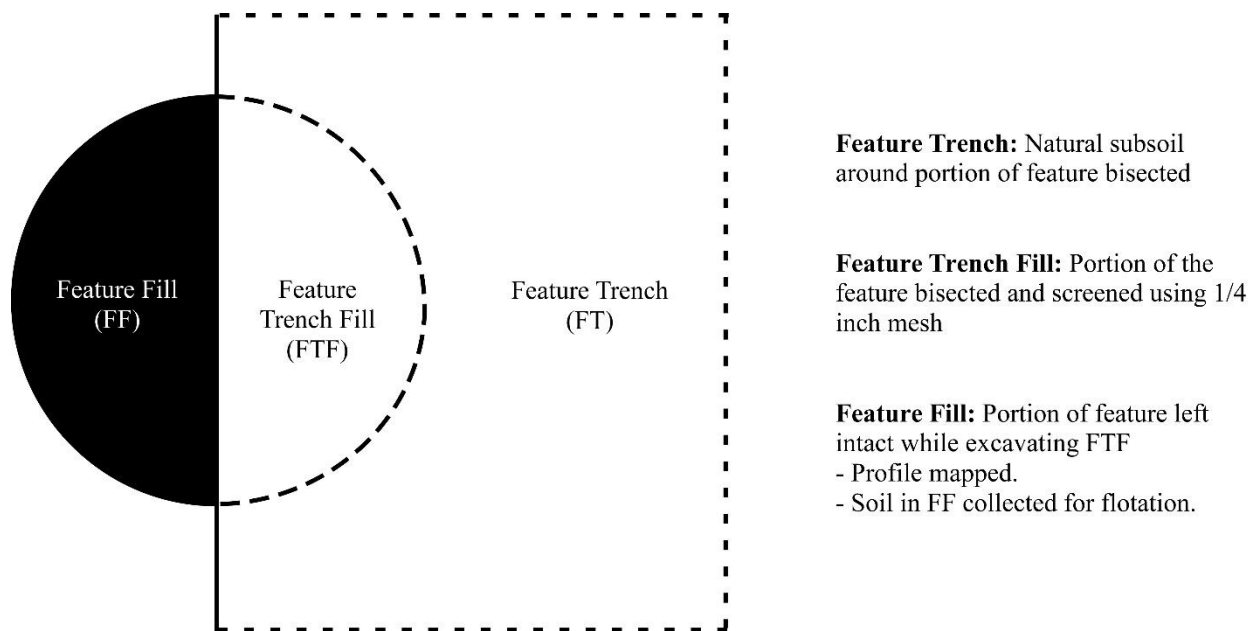 Feature Fill
(FF)
Feature
Trench Fill
(FTF)
Feature Trench
(FT)
Feature Trench: Natural subsoil
around portion of feature bisected
Feature Trench Fill: Portion of the
feature bisected and screened using 1/4
inch mesh
Feature Fill: Portion of feature left
intact while excavating FTF
- Profile mapped.
- Soil in FF collected for flotation.